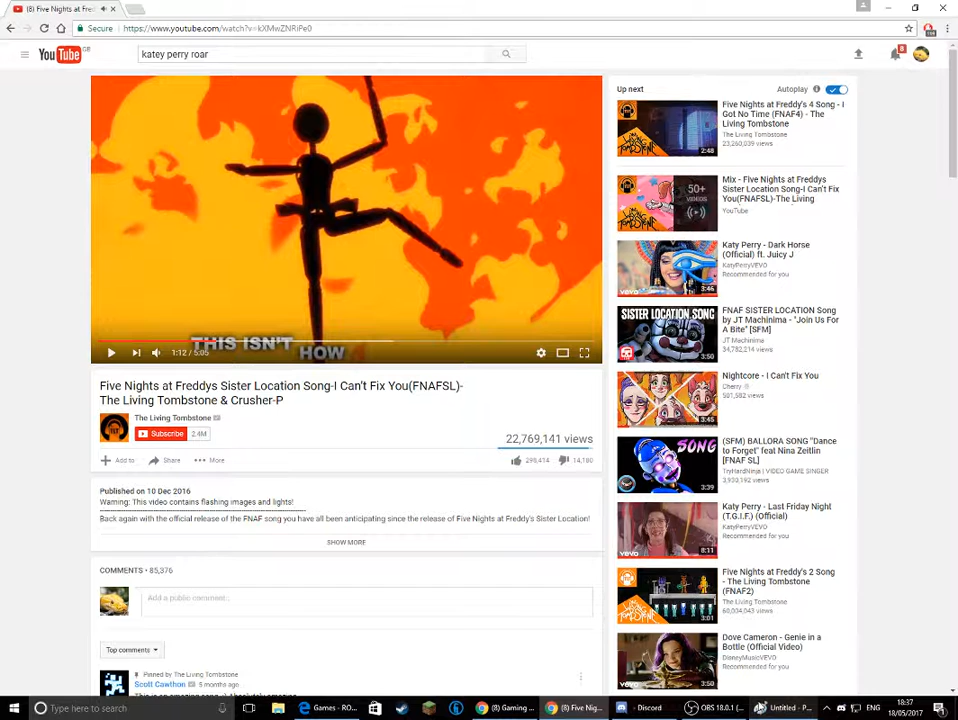 (8) Five Nights at Fre
Secure
https://www.youtube.com/watch?v=kXMwZNRiPe0
YouTube GB
katey perry roar
8
THIS ISN'T HOW
1:12 / 5:05
Five Nights at Freddys Sister Location Song-I Can't Fix You(FNAFSL)-
The Living Tombstone & Crusher-P
The Living Tombstone
Subscribe 2.4M
22,769,141 views
Add to Share More
14,180
Published on 10 Dec 2016
Warning: This video contains flashing images and lights!
Back again with the official release of the FNAF song you have all been anticipating since the release of Five Nights at Freddy's Sister Location!
SHOW MORE
COMMENTS • 85,376
Add a public comment...
Top comments
Pinned by The Living Tombstone
Scott Cawthon 5 months ago
Up next
Autoplay
Five Nights at Freddy's 4 Song - I
Got No Time (FNAF4) - The
Living Tombstone
The Living Tombstone
23,260,039 views
2:48
Mix - Five Nights at Freddys
Sister Location Song-I Can't Fix
You(FNAFSL)-The Living
YouTube
50+
VIDEOS
Katy Perry - Dark Horse
(Official) ft. Juicy J
KatyPerryVEVO
Recommended for you
vevo
3:45
FNAF SISTER LOCATION Song
by JT Machinima - "Join Us For
A Bite" [SFM]
JT Machinima
34,782,214 views
SISTER LOCATION SONG
3:50
Nightcore - I Can't Fix You
Cherry
501,582 views
(SFM) BALLORA SONG "Dance
to Forget" feat Nina Zeitlin
[FNAF SL]
TryHardNinja | VIDEO GAME SINGER
3,930,192 views
SONG
3:39
Katy Perry - Last Friday Night
(T.G.I.F.) (Official)
KatyPerryVEVO
Recommended for you
vevo
8:11
Five Nights at Freddy's 2 Song
- The Living Tombstone
(FNAF2)
The Living Tombstone
60,004,043 views
3:01
Dove Cameron - Genie in a
Bottle (Official Video)
DisneyMusicVEVO
Recommended for you
vevo
3:50
Type here to search
Games - RO...
(8) Gaming ...
(8) Five Nig...
- Discord
OBS 18.0.1 (...
Untitled - P...
ENG
18:37
18/05/2017